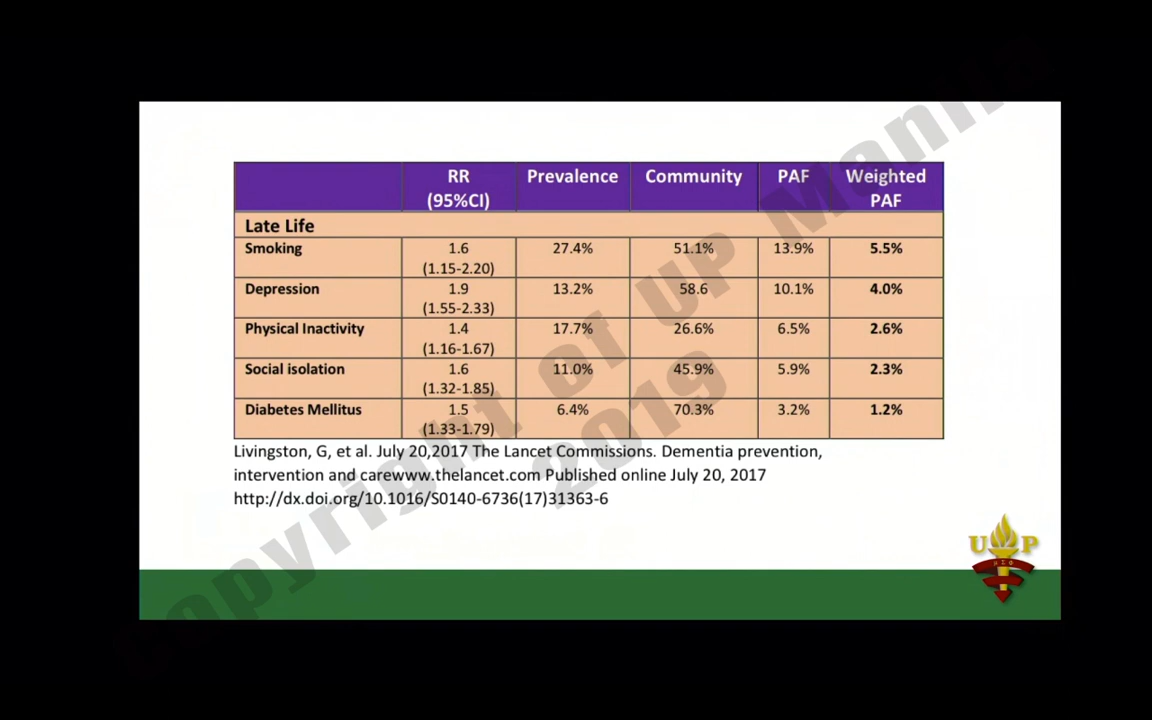 RR Prevalence Community PAF Weighted
(95%CI) PAF
Late Life
Smoking 1.6 27.4% 51.1% 13.9% 5.5%
(1.15-2.20)
Depression 1.9 13.2% 58.6 10.1% 4.0%
(1.55-2.33)
Physical Inactivity 1.4 17.7% 26.6% 6.5% 2.6%
(1.16-1.67)
Social isolation 1.6 11.0% 45.9% 5.9% 2.3%
(1.32-1.85)
Diabetes Mellitus 1.5 6.4% 70.3% 3.2% 1.2%
(1.33-1.79)
Livingston, G, et al. July 20,2017 The Lancet Commissions. Dementia prevention,
intervention and carewww.thelancet.com Published online July 20, 2017
http://dx.doi.org/10.1016/S0140-6736(17)31363-6
Copyright of UP Manila
2019
U P